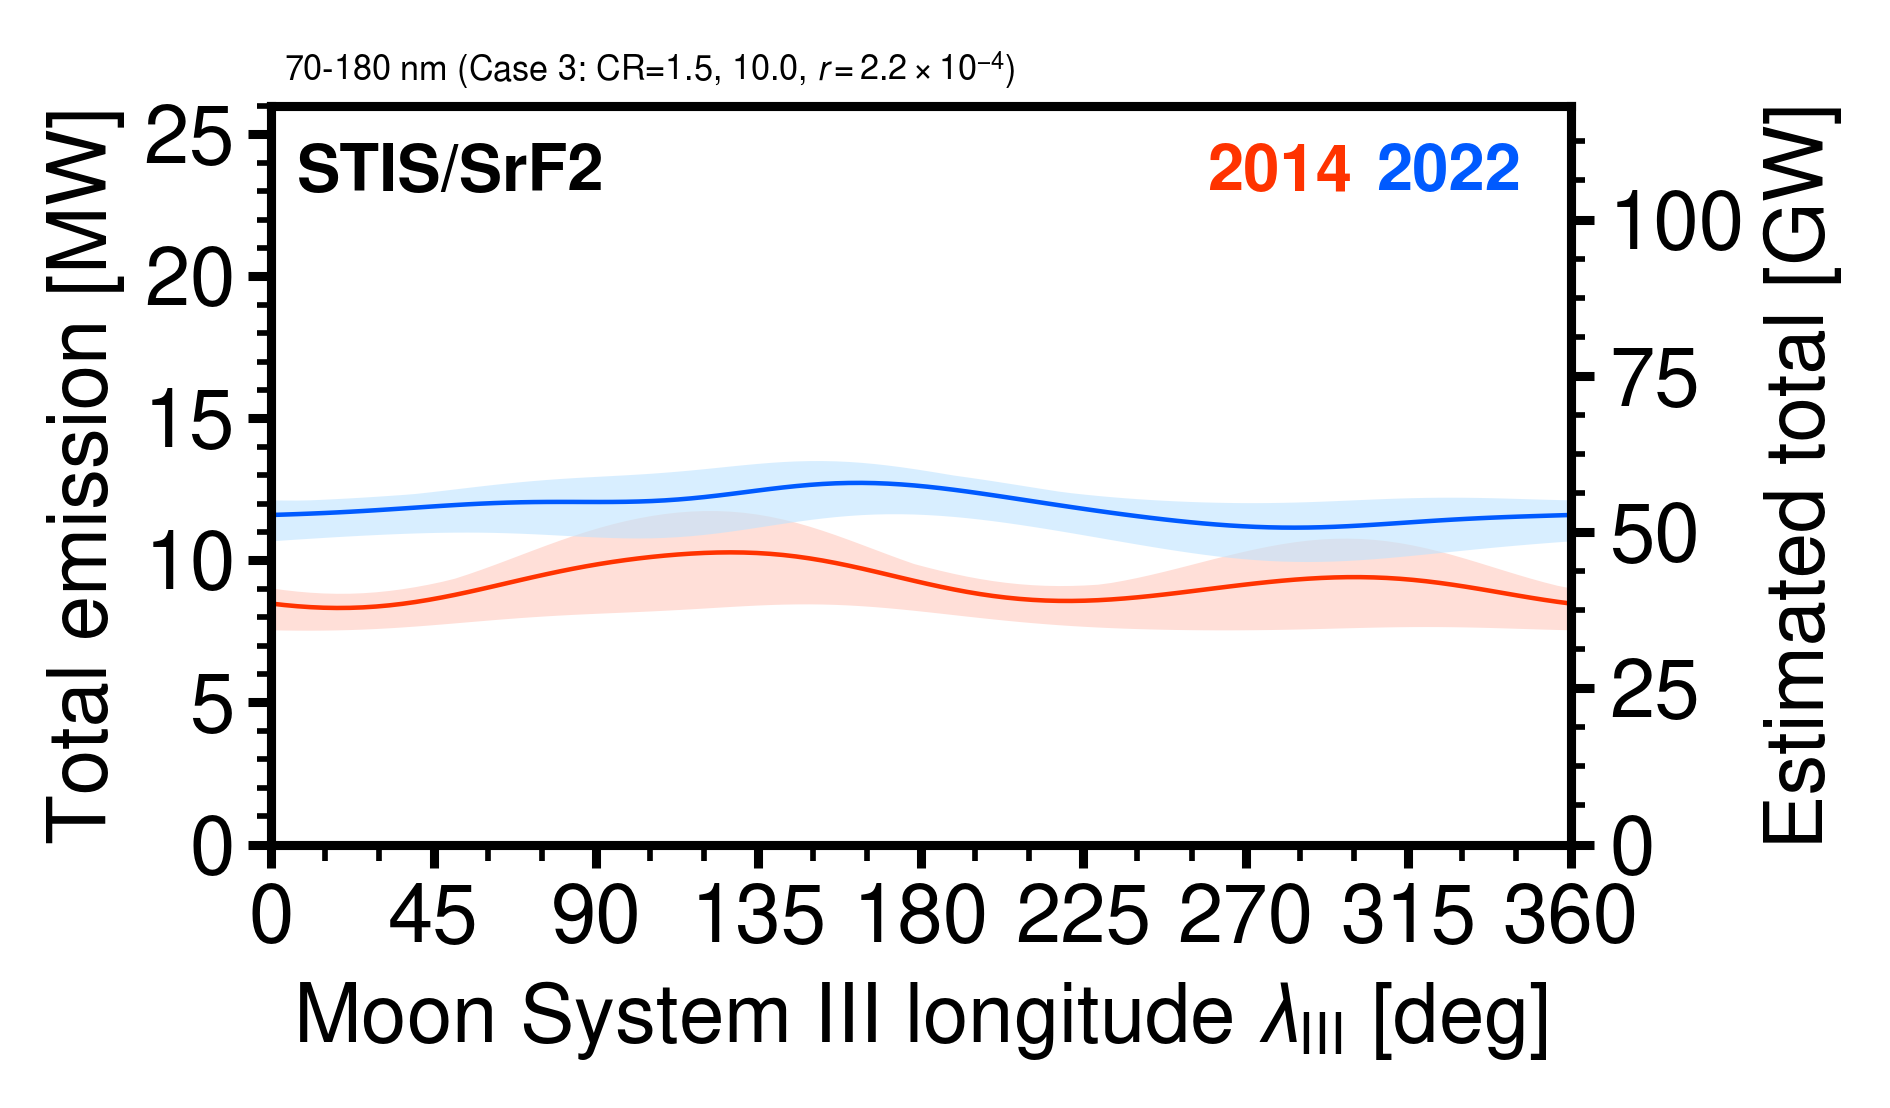 70-180 nm (Case 3: CR=1.5, 10.0, r = 2.2 × 10⁻⁴)
STIS/SrF2
2014 2022
Total emission [MW]
25
20
15
10
5
0
100
75
50
25
0
Estimated total [GW]
0 45 90 135 180 225 270 315 360
Moon System III longitude λ_III [deg]